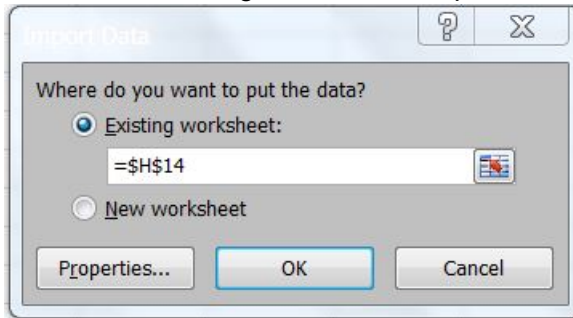 Import Data
Where do you want to put the data?
Existing worksheet:
=$H$14
New worksheet
Properties...
OK
Cancel